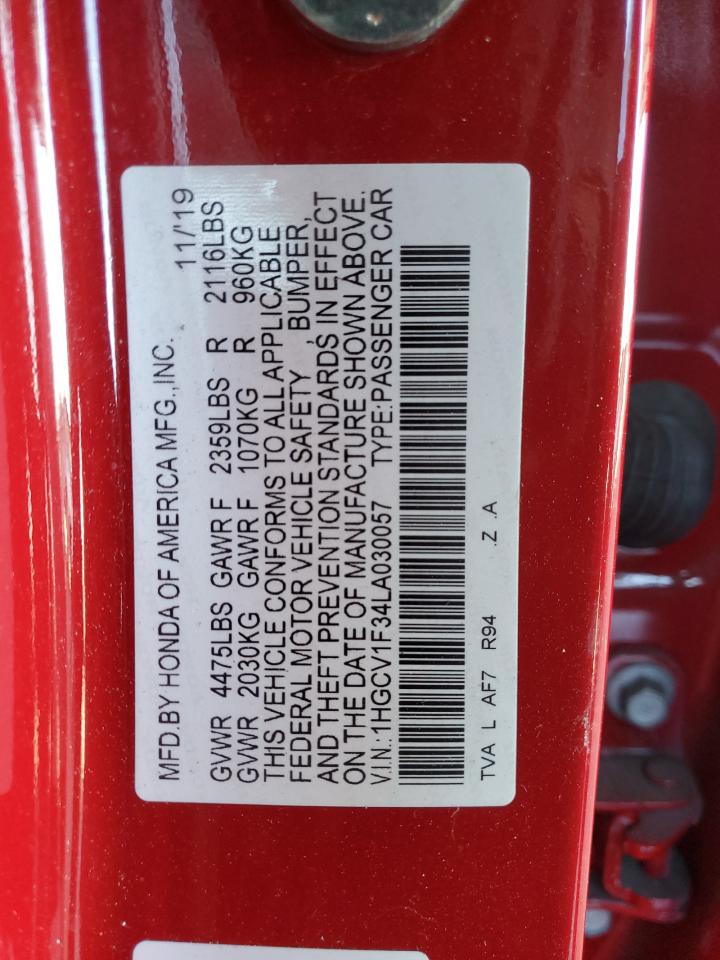 MFD.BY HONDA OF AMERICA MFG.,INC. 11/'19
GVWR 4475LBS GAWR F 2359LBS R 2116LBS
GVWR 2030KG GAWR F 1070KG R 960KG
THIS VEHICLE CONFORMS TO ALL APPLICABLE
FEDERAL MOTOR VEHICLE SAFETY , BUMPER,
AND THEFT PREVENTION STANDARDS IN EFFECT
ON THE DATE OF MANUFACTURE SHOWN ABOVE.
V.I.N.:1HGCV1F34LA030057 TYPE:PASSENGER CAR
TVA L AF7 R94 .Z .A